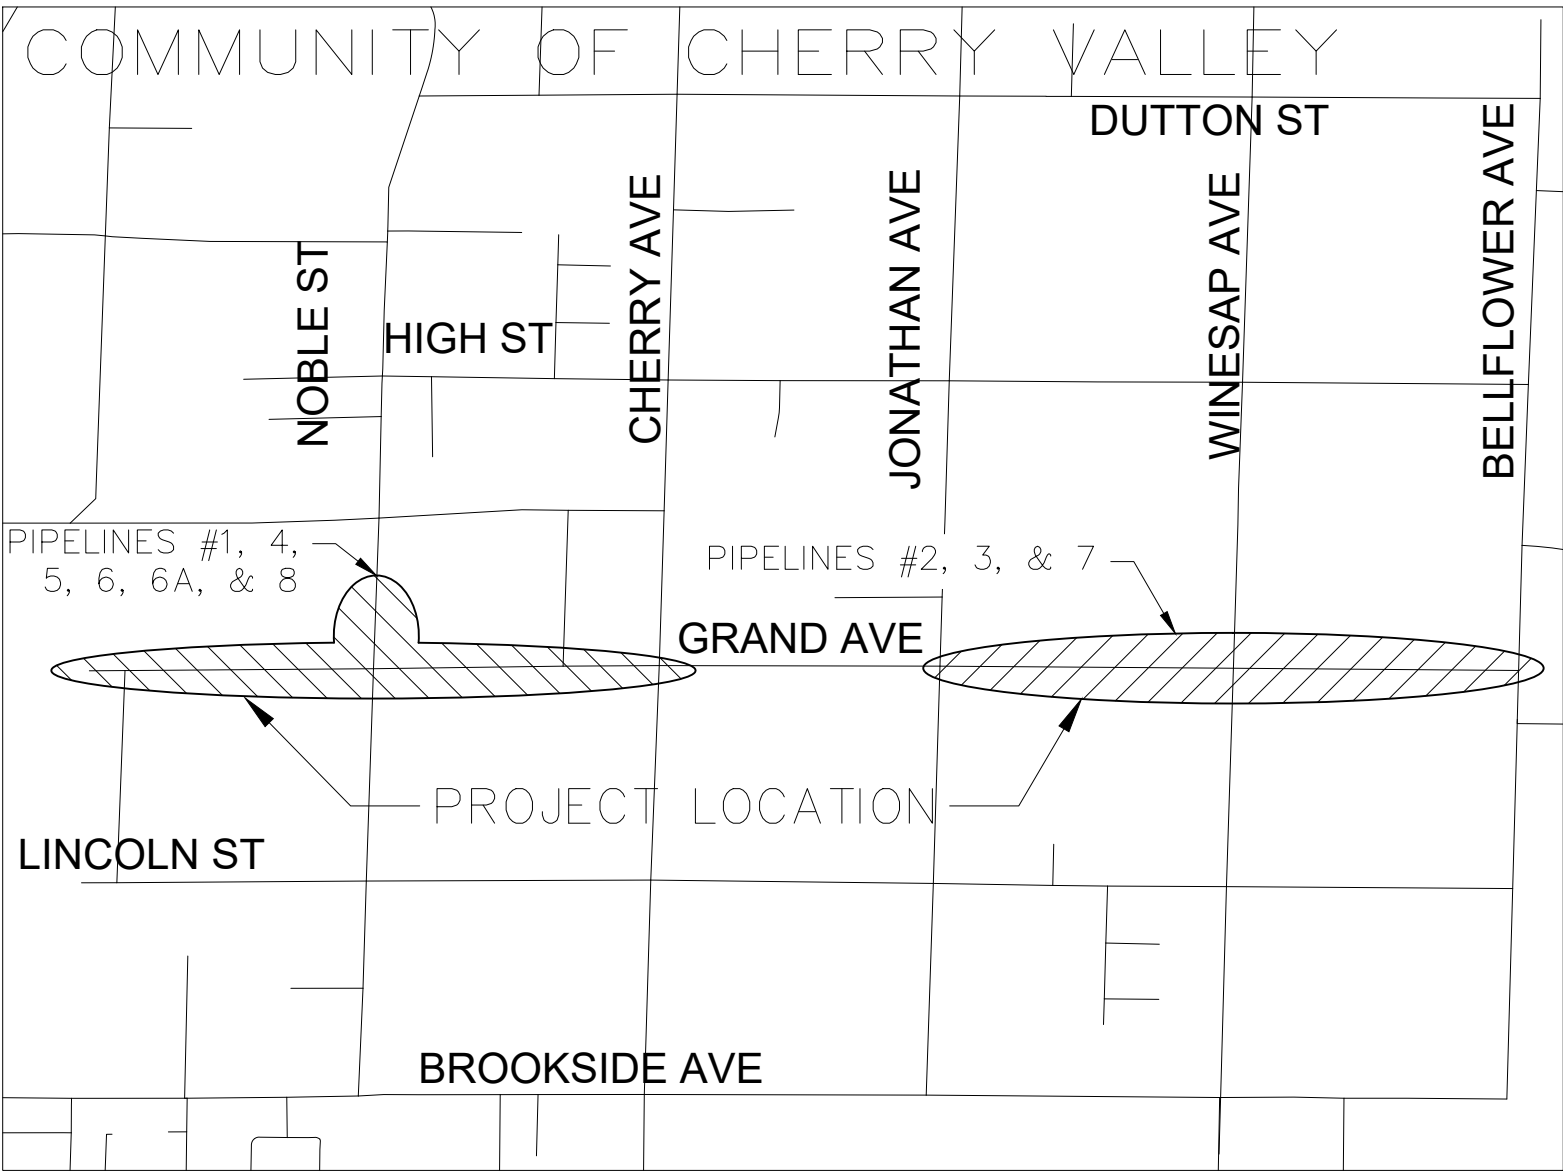 COMMUNITY OF CHERRY VALLEY
DUTTON ST
NOBLE ST
HIGH ST
CHERRY AVE
JONATHAN AVE
WINESAP AVE
BELLFLOWER AVE
PIPELINES #1, 4,
5, 6, 6A, & 8
PIPELINES #2, 3, & 7
GRAND AVE
PROJECT LOCATION
LINCOLN ST
BROOKSIDE AVE